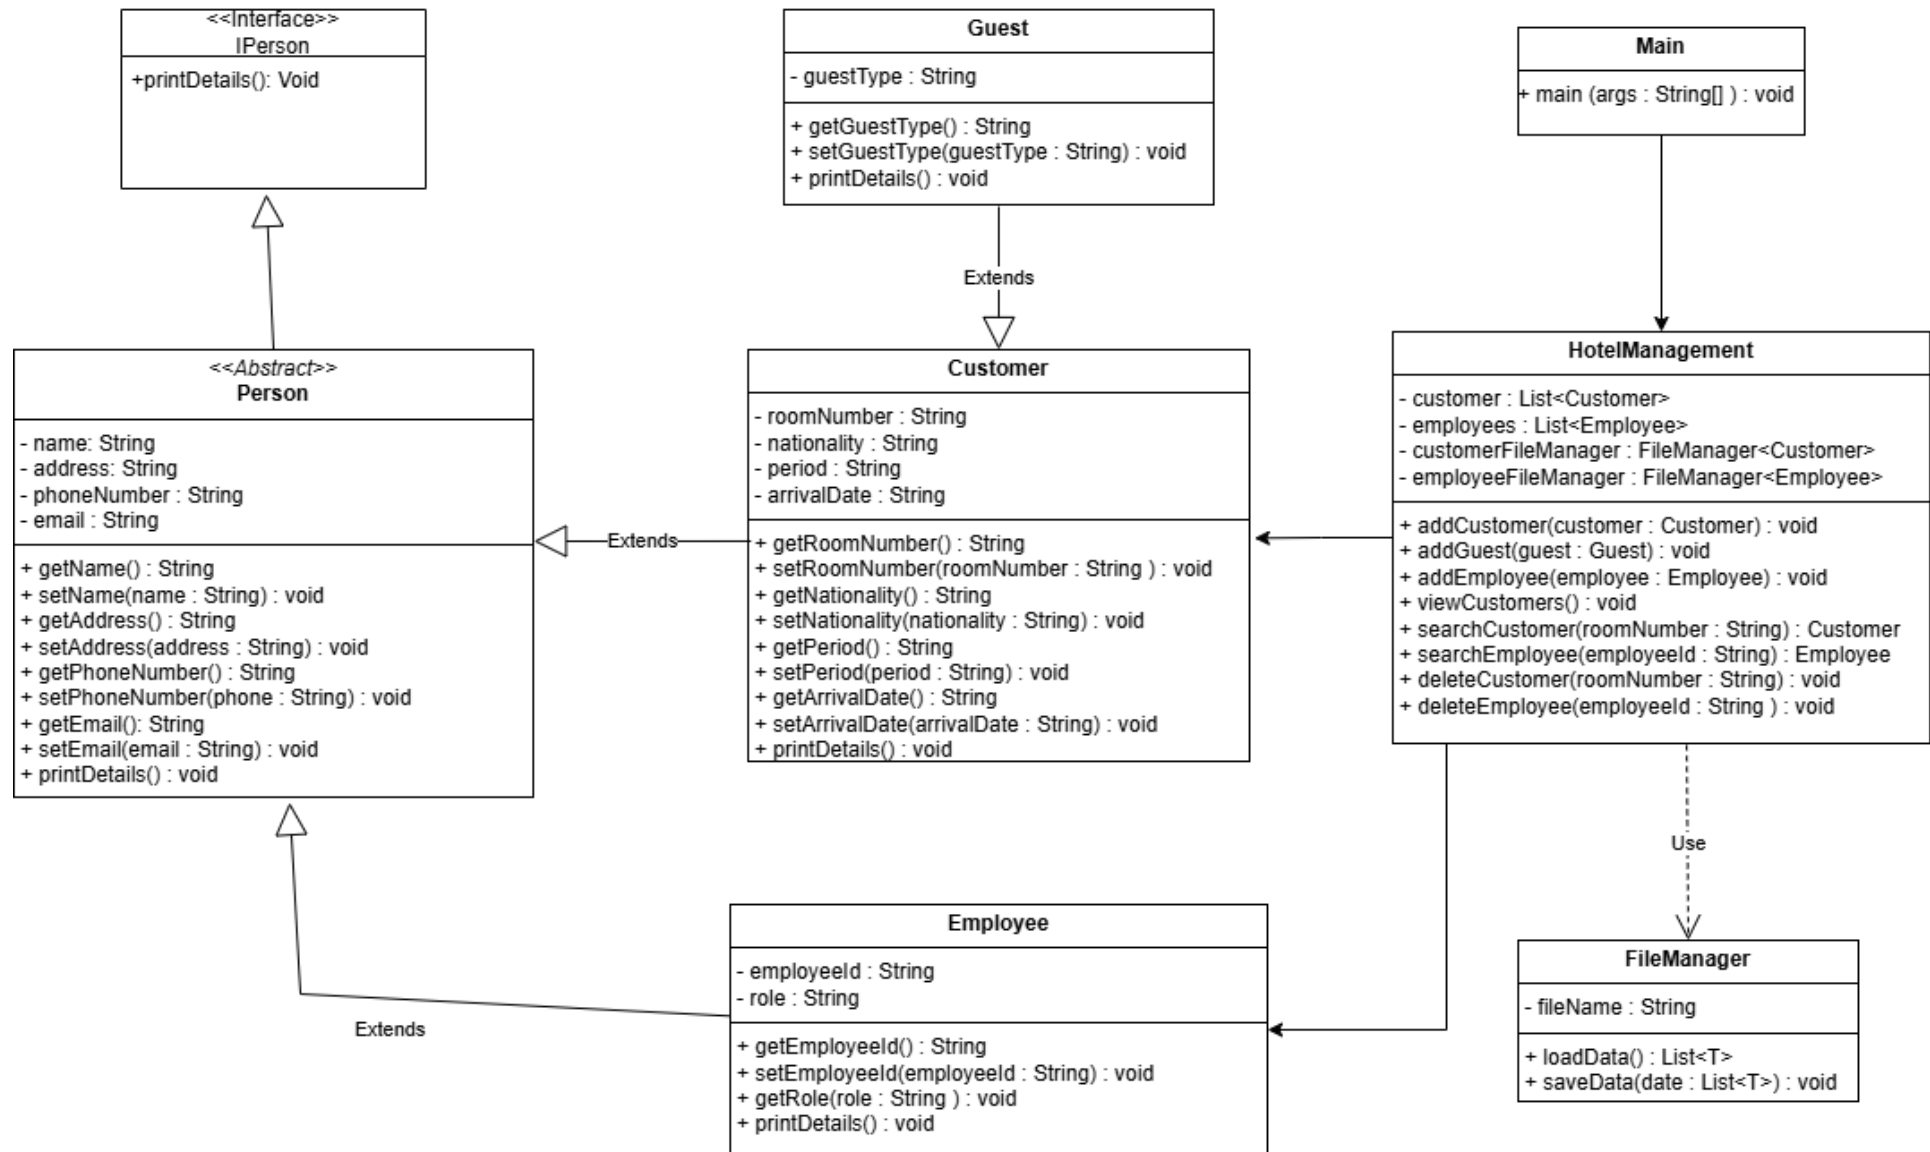 <<Interface>>
IPerson
+printDetails(): Void
Guest
- guestType : String
+ getGuestType() : String
+ setGuestType(guestType : String) : void
+ printDetails() : void
Main
+ main (args : String[] ) : void
Extends
<<Abstract>>
Person
- name: String
- address: String
- phoneNumber : String
- email : String
+ getName() : String
+ setName(name : String) : void
+ getAddress() : String
+ setAddress(address : String) : void
+ getPhoneNumber() : String
+ setPhoneNumber(phone : String) : void
+ getEmail(): String
+ setEmail(email : String) : void
+ printDetails() : void
Extends
Customer
- roomNumber : String
- nationality : String
- period : String
- arrivalDate : String
+ getRoomNumber() : String
+ setRoomNumber(roomNumber : String ) : void
+ getNationality() : String
+ setNationality(nationality : String) : void
+ getPeriod() : String
+ setPeriod(period : String) : void
+ getArrivalDate() : String
+ setArrivalDate(arrivalDate : String) : void
+ printDetails() : void
HotelManagement
- customer : List<Customer>
- employees : List<Employee>
- customerFileManager : FileManager<Customer>
- employeeFileManager : FileManager<Employee>
+ addCustomer(customer : Customer) : void
+ addGuest(guest : Guest) : void
+ addEmployee(employee : Employee) : void
+ viewCustomers() : void
+ searchCustomer(roomNumber : String) : Customer
+ searchEmployee(employeeId : String) : Employee
+ deleteCustomer(roomNumber : String) : void
+ deleteEmployee(employeeId : String ) : void
Use
Extends
Employee
- employeeId : String
- role : String
+ getEmployeeId() : String
+ setEmployeeId(employeeId : String) : void
+ getRole(role : String ) : void
+ printDetails() : void
FileManager
- fileName : String
+ loadData() : List<T>
+ saveData(date : List<T>) : void